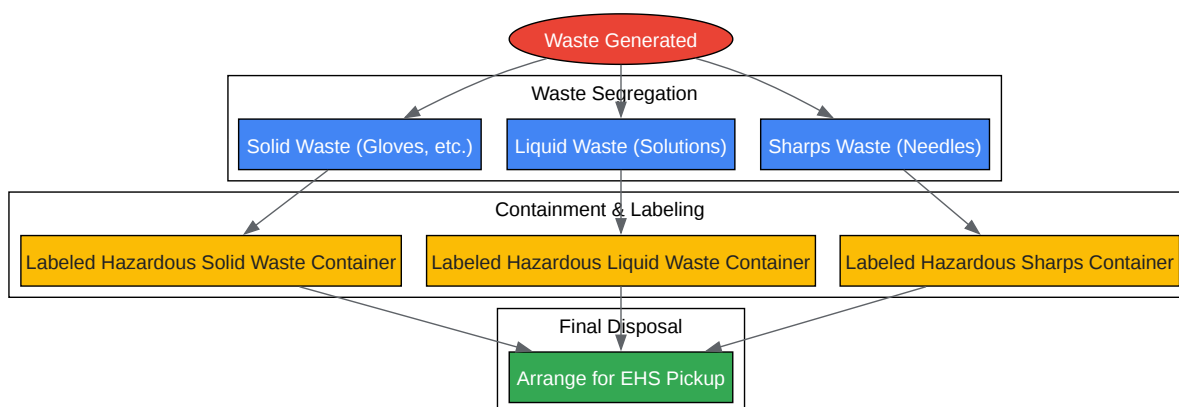 Waste Generated
Waste Segregation
Solid Waste (Gloves, etc.)
Liquid Waste (Solutions)
Sharps Waste (Needles)
Containment & Labeling
Labeled Hazardous Solid Waste Container
Labeled Hazardous Liquid Waste Container
Labeled Hazardous Sharps Container
Final Disposal
Arrange for EHS Pickup